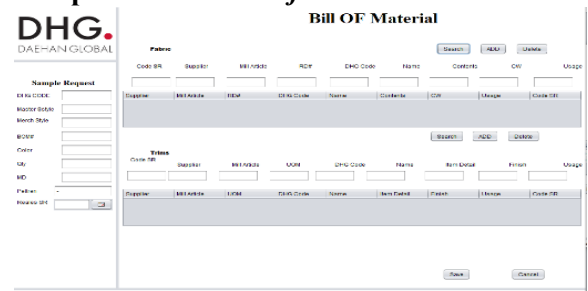 DHG.
DAEHAN GLOBAL
Bill OF Material
Fabric
Search ADD Delete
Code SR Supplier Mill Article RD# DHG Code Name Contents CW Usage
Supplier Mill Article RD# DHG Code Name Contents CW Usage Code SR
Search ADD Delete
Trims
Code SR Supplier Mill Article UOM DHG Code Name Item Detail Finish Usage
Supplier Mill Article UOM DHG Code Name Item Detail Finish Usage Code SR
Save Cancel
Sample Request
DHG CODE
Master Sstyle
Merch Style
BOM#
Color
Qty
MD
Pattren -